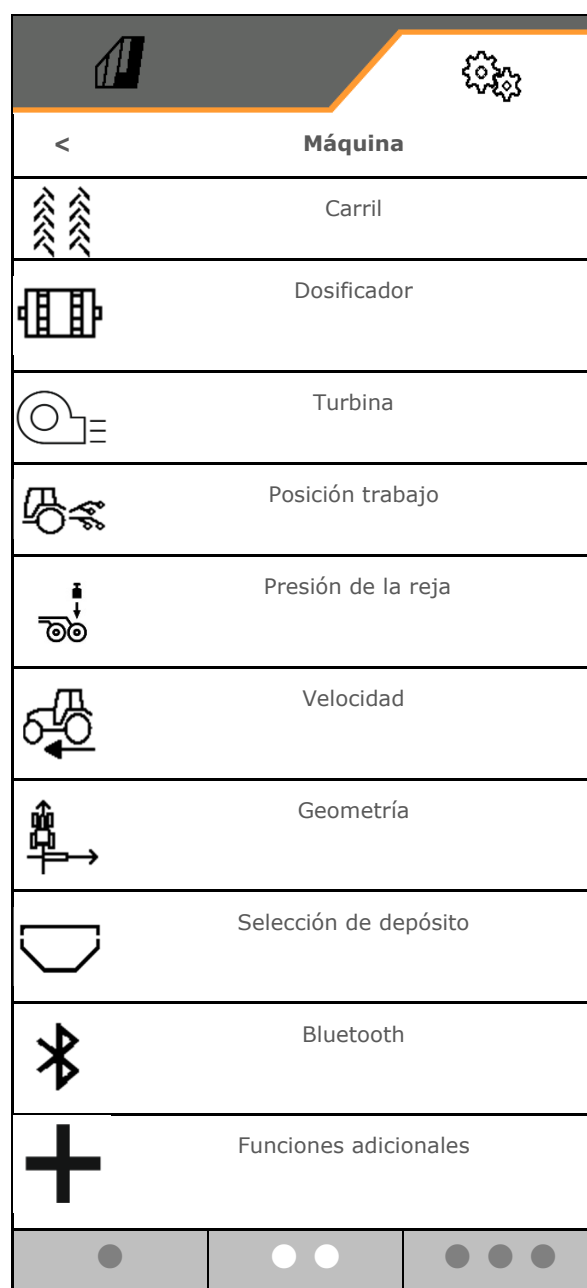 < Máquina
Carril
Dosificador
Turbina
Posición trabajo
Presión de la reja
Velocidad
Geometría
Selección de depósito
Bluetooth
Funciones adicionales